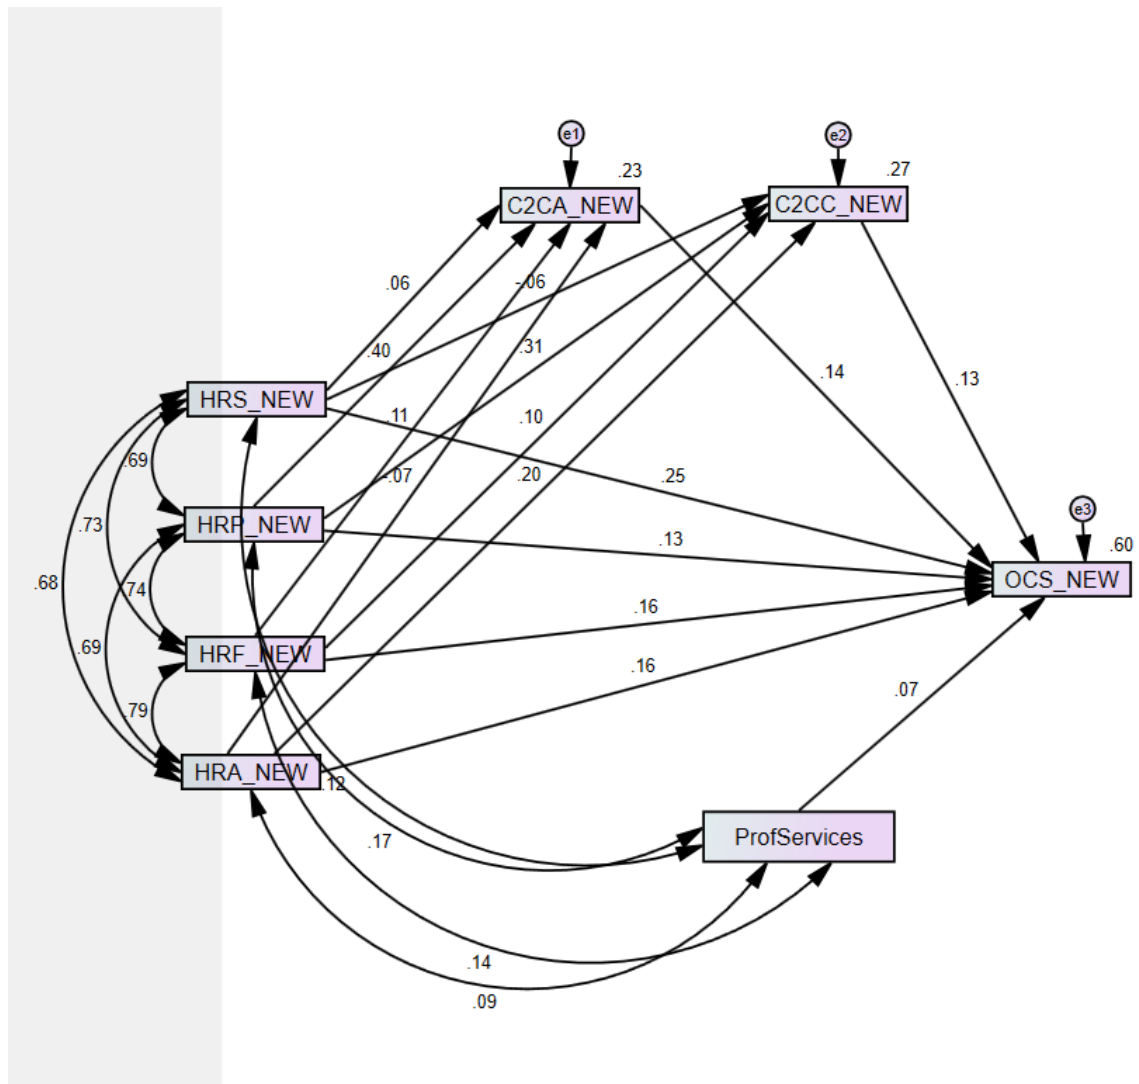 e1
e2
.23
.27
C2CA_NEW
C2CC_NEW
.06
-.06
.40
.31
.14
.13
HRS_NEW
.11
.10
.69
-.07
.20
.25
e3
.73
HRP_NEW
.13
.60
.68
.74
OCS_NEW
.16
.69
HRF_NEW
.16
.79
.07
HRA_NEW
.12
.17
ProfServices
.14
.09